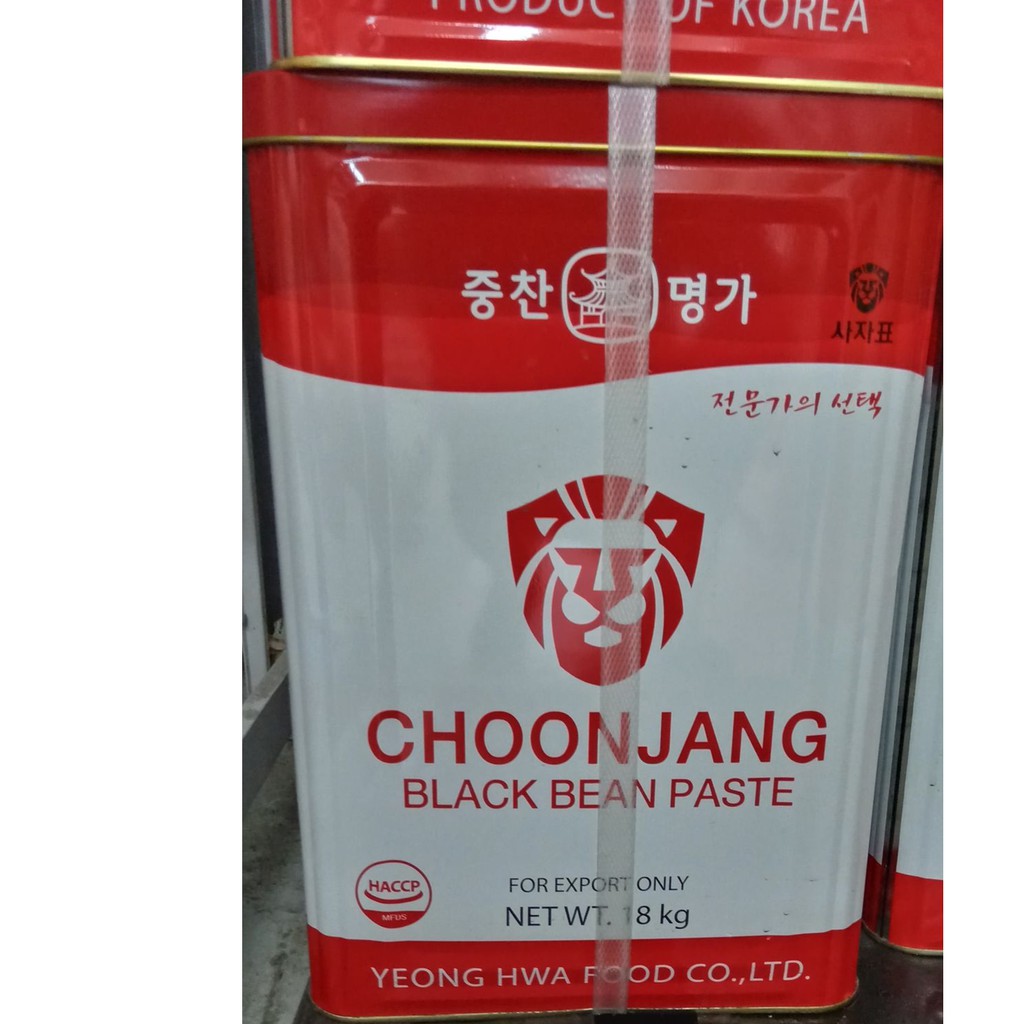 PRODUCT OF KOREA
중찬 명가
사자표
전문가의 선택
CHOONJANG
BLACK BEAN PASTE
HACCP
MFDS
FOR EXPORT ONLY
NET WT. 18 kg
YEONG HWA FOOD CO.,LTD.